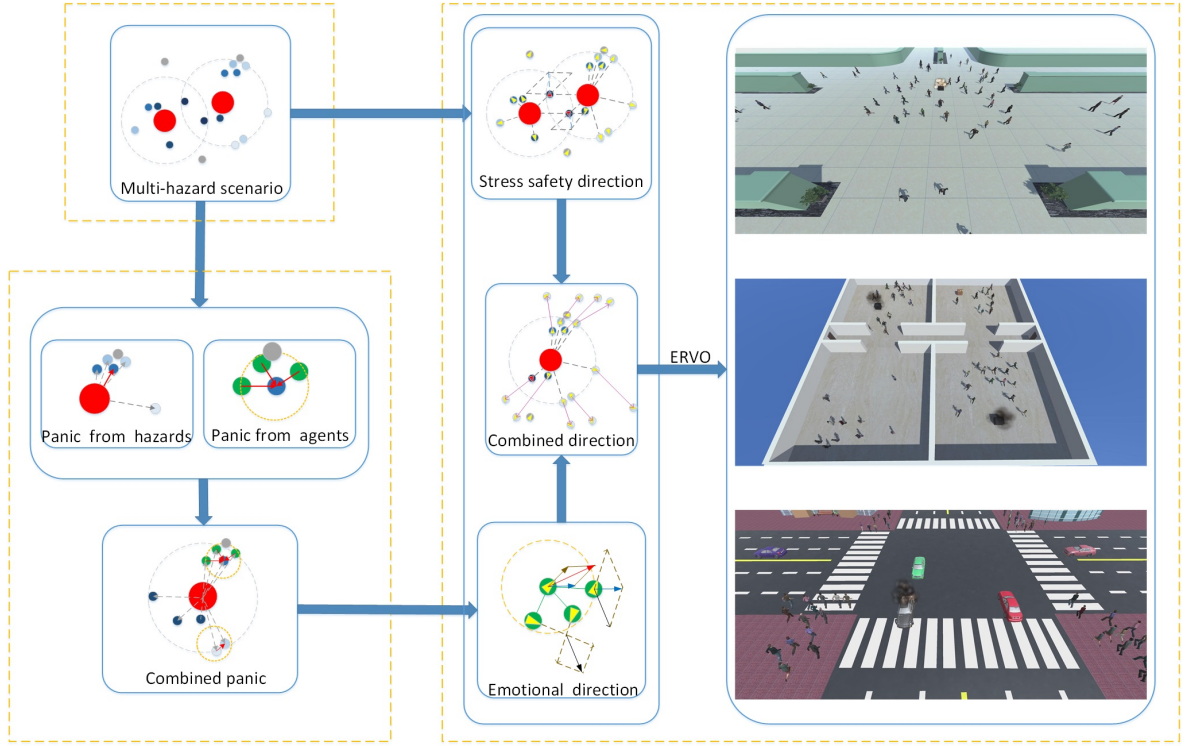 Multi-hazard scenario
Stress safety direction
Panic from hazards
Panic from agents
Combined direction
ERVO
Combined panic
Emotional direction